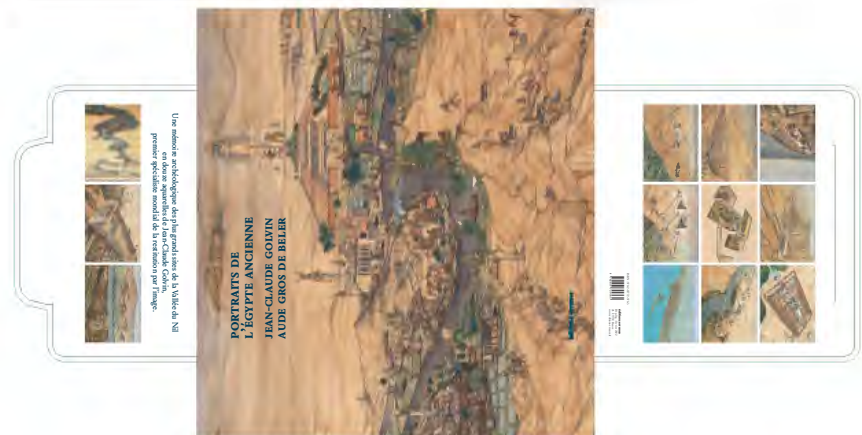 Une mémoire archéologique des plus grands sites de la Vallée du Nil
en douze aquarelles de Jean-Claude Golvin,
premier spécialiste mondial de la restitution par l'image.
PORTRAITS DE
L'ÉGYPTE ANCIENNE
JEAN-CLAUDE GOLVIN
AUDE GROS DE BELER